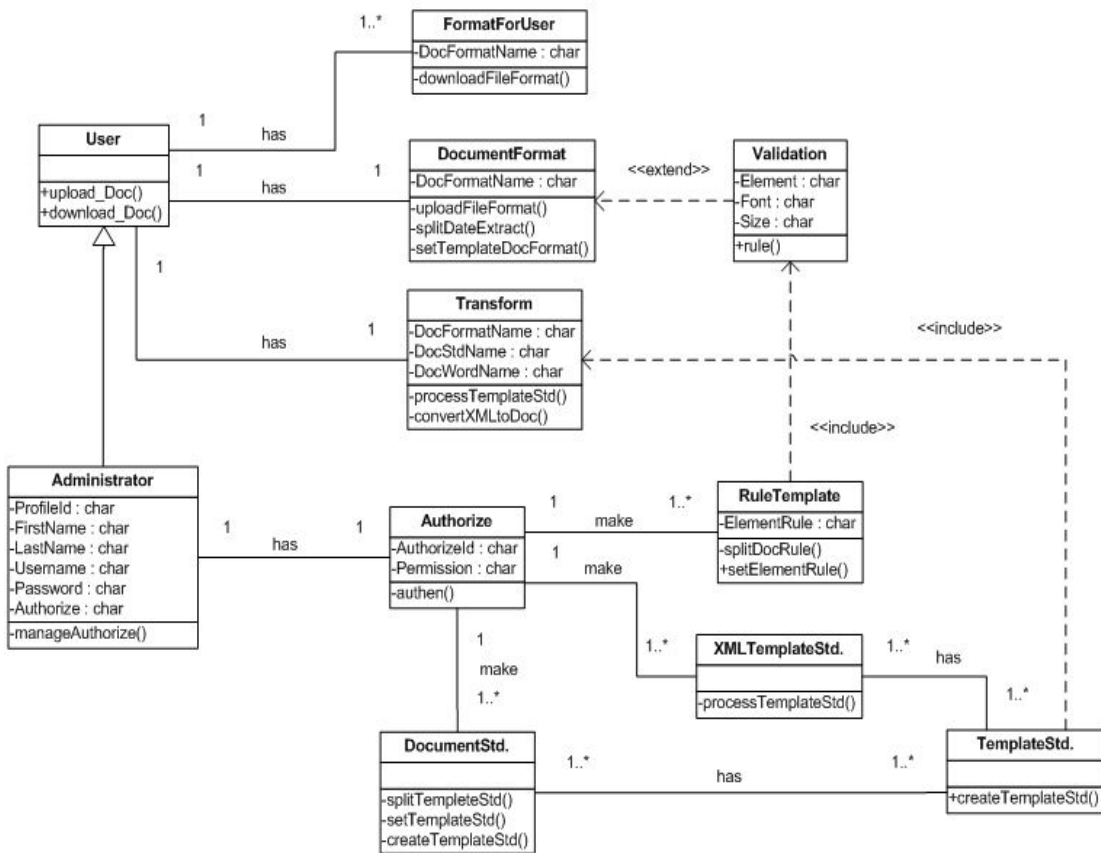 1..*
FormatForUser
-DocFormatName : char
-downloadFileFormat()
1
has
User
+upload_Doc()
+download_Doc()
1
has
1
DocumentFormat
-DocFormatName : char
-uploadFileFormat()
-splitDateExtract()
-setTemplateDocFormat()
<<extend>>
Validation
-Element : char
-Font : char
-Size : char
+rule()
1
has
1
Transform
-DocFormatName : char
-DocStdName : char
-DocWordName : char
-processTemplateStd()
-convertXMLtoDoc()
<<include>>
<<include>>
Administrator
-ProfileId : char
-FirstName : char
-LastName : char
-Username : char
-Password : char
-Authorize : char
-manageAuthorize()
1
has
1
Authorize
-AuthorizeId : char
-Permission : char
-authen()
1
make
1..*
RuleTemplate
-ElementRule : char
-splitDocRule()
+setElementRule()
1
make
1..*
XMLTemplateStd.
-processTemplateStd()
1..*
has
1..*
1
make
1..*
DocumentStd.
-splitTempleteStd()
-setTemplateStd()
-createTemplateStd()
1..*
has
1..*
TemplateStd.
+createTemplateStd()